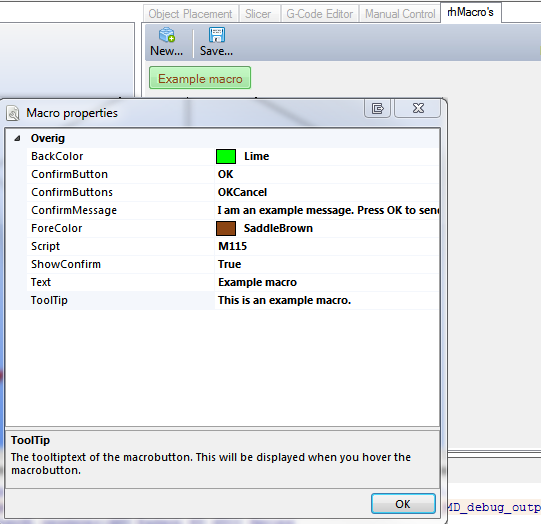 Object Placement Slicer G-Code Editor Manual Control rhMacro's
New... Save...
Example macro
Macro properties
Overig
BackColor Lime
ConfirmButton OK
ConfirmButtons OKCancel
ConfirmMessage I am an example message. Press OK to send
ForeColor SaddleBrown
Script M115
ShowConfirm True
Text Example macro
ToolTip This is an example macro.
ToolTip
The tooltiptext of the macrobutton. This will be displayed when you hover the
macrobutton.
OK
MD_debug_outp